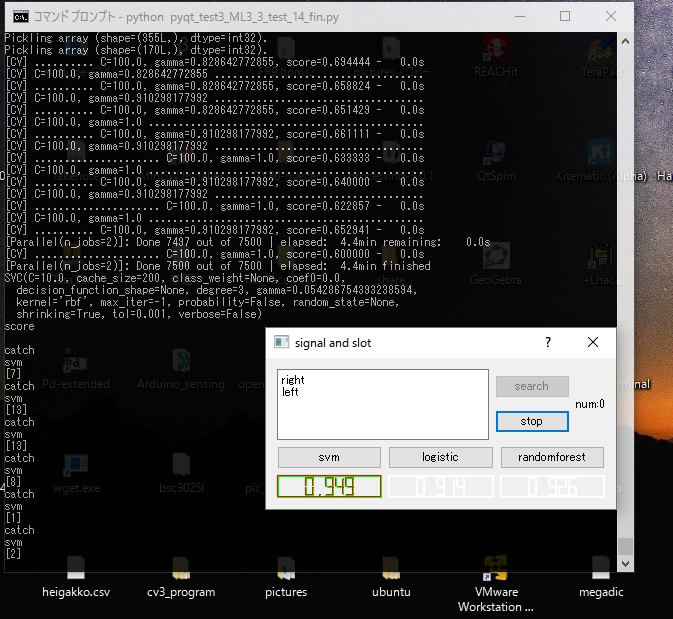 コマンドプロンプト - python pyqt_test3_ML3_3_test_14_fin.py
Pickling array (shape=(355L,), dtype=int32).
Pickling array (shape=(170L,), dtype=int32).
[CV] .......... C=100.0, gamma=0.828642772855, score=0.694444 - 0.0s
[CV] C=100.0, gamma=0.828642772855 ...................................
[CV] .......... C=100.0, gamma=0.828642772855, score=0.658824 - 0.0s
[CV] C=100.0, gamma=0.910298177992 ...................................
[CV] .......... C=100.0, gamma=0.828642772855, score=0.651429 - 0.0s
[CV] C=100.0, gamma=1.0 ..............................................
[CV] .......... C=100.0, gamma=0.910298177992, score=0.661111 - 0.0s
[CV] C=100.0, gamma=0.910298177992 ...................................
[CV] ..................... C=100.0, gamma=1.0, score=0.633333 - 0.0s
[CV] C=100.0, gamma=1.0 ..............................................
[CV] .......... C=100.0, gamma=0.910298177992, score=0.640000 - 0.0s
[CV] C=100.0, gamma=0.910298177992 ...................................
[CV] ..................... C=100.0, gamma=1.0, score=0.622857 - 0.0s
[CV] C=100.0, gamma=1.0 ..............................................
[CV] .......... C=100.0, gamma=0.910298177992, score=0.652941 - 0.0s
[Parallel(n_jobs=2)]: Done 7497 out of 7500 | elapsed: 4.4min remaining: 0.0s
[CV] ..................... C=100.0, gamma=1.0, score=0.600000 - 0.0s
[Parallel(n_jobs=2)]: Done 7500 out of 7500 | elapsed: 4.4min finished
SVC(C=10.0, cache_size=200, class_weight=None, coef0=0.0,
decision_function_shape=None, degree=3, gamma=0.054286754393238594,
kernel='rbf', max_iter=-1, probability=False, random_state=None,
shrinking=True, tol=0.001, verbose=False)
score
catch
svm
[7]
catch
svm
[13]
catch
svm
[13]
catch
svm
[8]
catch
svm
[1]
catch
svm
[2]
REACHit
TeraPad
QtSpim
Kitematic (Alpha)
GeoGebra
~Lhaca
Pd-extended
Arduino_sensing
wget.exe
bsc3025l
signal and slot
?
right
left
search
num:0
stop
svm
logistic
randomforest
0.949
0.914
0.926
heigakko.csv
cv3_program
pictures
ubuntu
VMware
Workstation ...
megadic